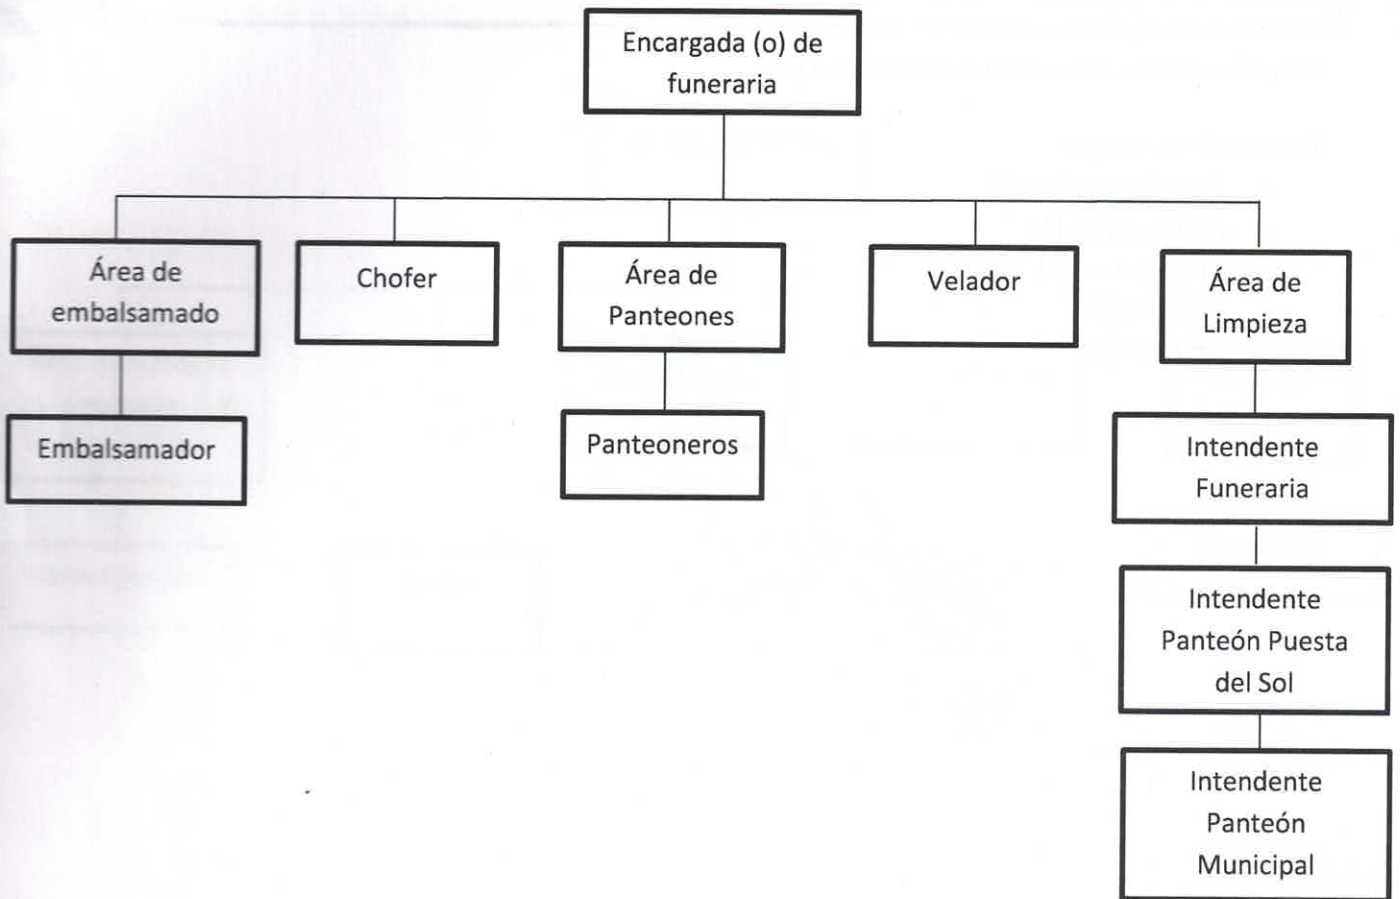 Encargada (o) de
funeraria
Área de
embalsamado
Chofer
Área de
Panteones
Velador
Área de
Limpieza
Embalsamador
Panteoneros
Intendente
Funeraria
Intendente
Panteón Puesta
del Sol
Intendente
Panteón
Municipal